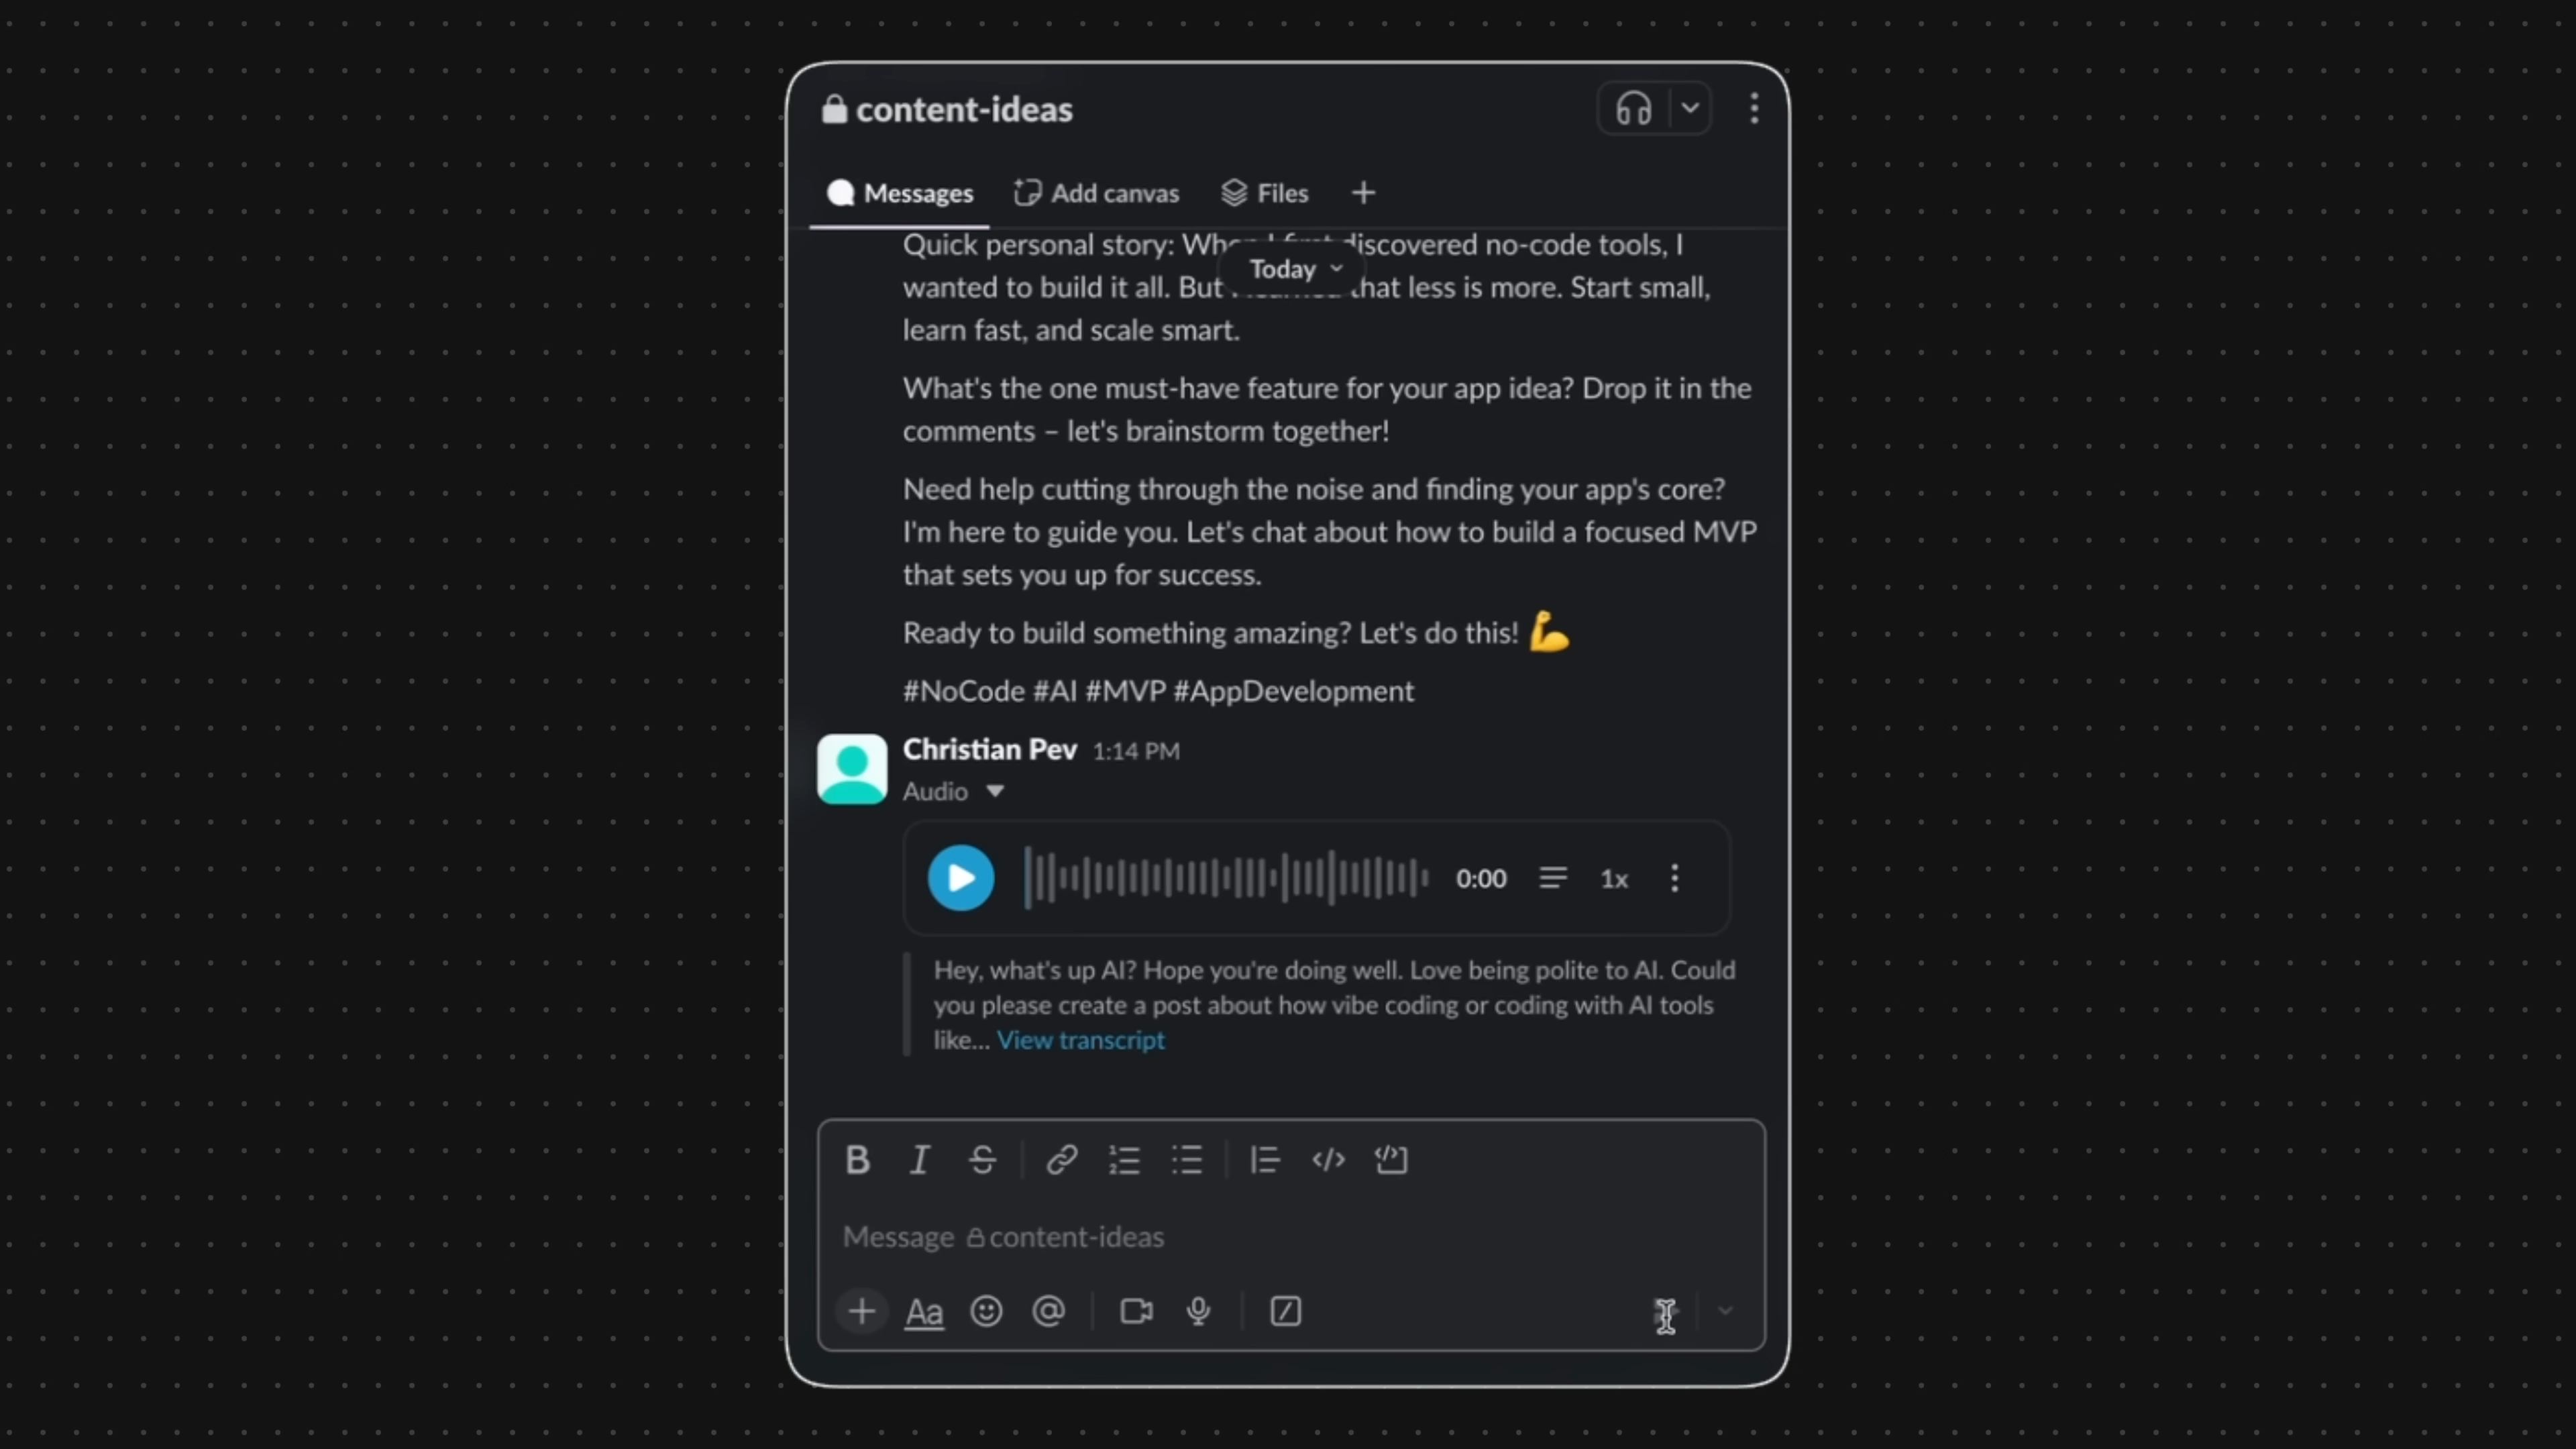 content-ideas
Messages
Add canvas
Files
Quick personal story: When I first discovered no-code tools, I
Today
wanted to build it all. But that less is more. Start small,
learn fast, and scale smart.
What's the one must-have feature for your app idea? Drop it in the
comments – let's brainstorm together!
Need help cutting through the noise and finding your app's core?
I'm here to guide you. Let's chat about how to build a focused MVP
that sets you up for success.
Ready to build something amazing? Let's do this! 💪
#NoCode #AI #MVP #AppDevelopment
Christian Pev 1:14 PM
Audio
0:00 1x
Hey, what's up AI? Hope you're doing well. Love being polite to AI. Could
you please create a post about how vibe coding or coding with AI tools
like... View transcript
Message content-ideas
Aa